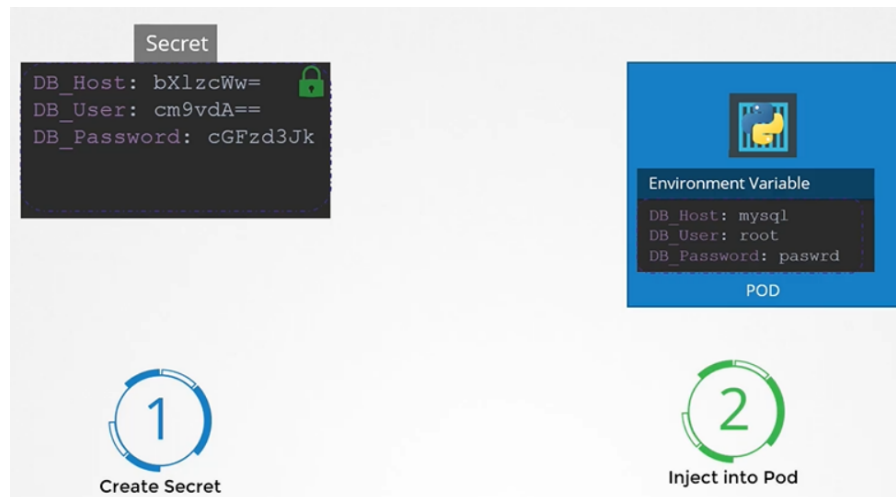 Secret
DB_Host: bXlzcWw=
DB_User: cm9vdA==
DB_Password: cGFzd3Jk
Environment Variable
DB_Host: mysql
DB_User: root
DB_Password: paswrd
POD
1
Create Secret
2
Inject into Pod